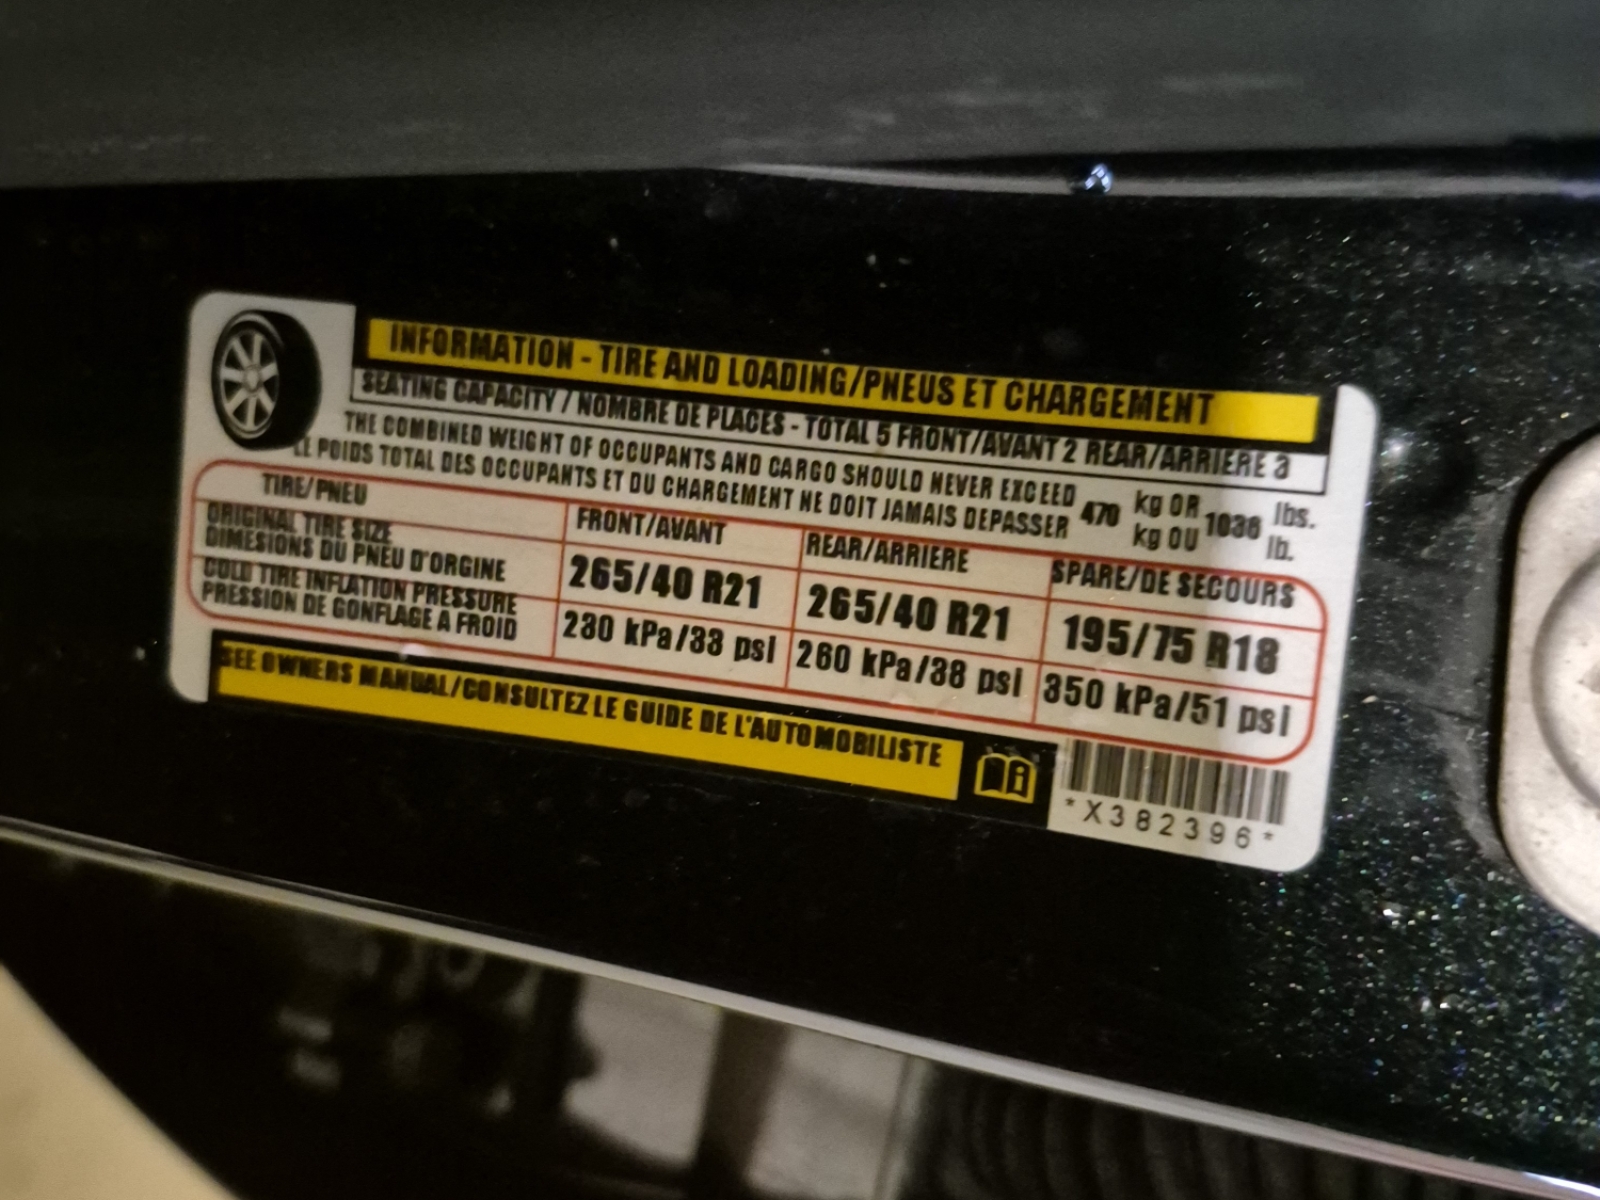 INFORMATION - TIRE AND LOADING/PNEUS ET CHARGEMENT
SEATING CAPACITY / NOMBRE DE PLACES - TOTAL 5 FRONT/AVANT 2 REAR/ARRIERE 3
THE COMBINED WEIGHT OF OCCUPANTS AND CARGO SHOULD NEVER EXCEED 470 kg OR 1036 lbs.
LE POIDS TOTAL DES OCCUPANTS ET DU CHARGEMENT NE DOIT JAMAIS DEPASSER kg OU lb.
TIRE/PNEU FRONT/AVANT REAR/ARRIERE SPARE/DE SECOURS
ORIGINAL TIRE SIZE
DIMESIONS DU PNEU D'ORGINE 265/40 R21 265/40 R21 195/75 R18
COLD TIRE INFLATION PRESSURE
PRESSION DE GONFLAGE A FROID 230 kPa/33 psi 260 kPa/38 psi 350 kPa/51 psi
SEE OWNERS MANUAL/CONSULTEZ LE GUIDE DE L'AUTOMOBILISTE
*X382396*